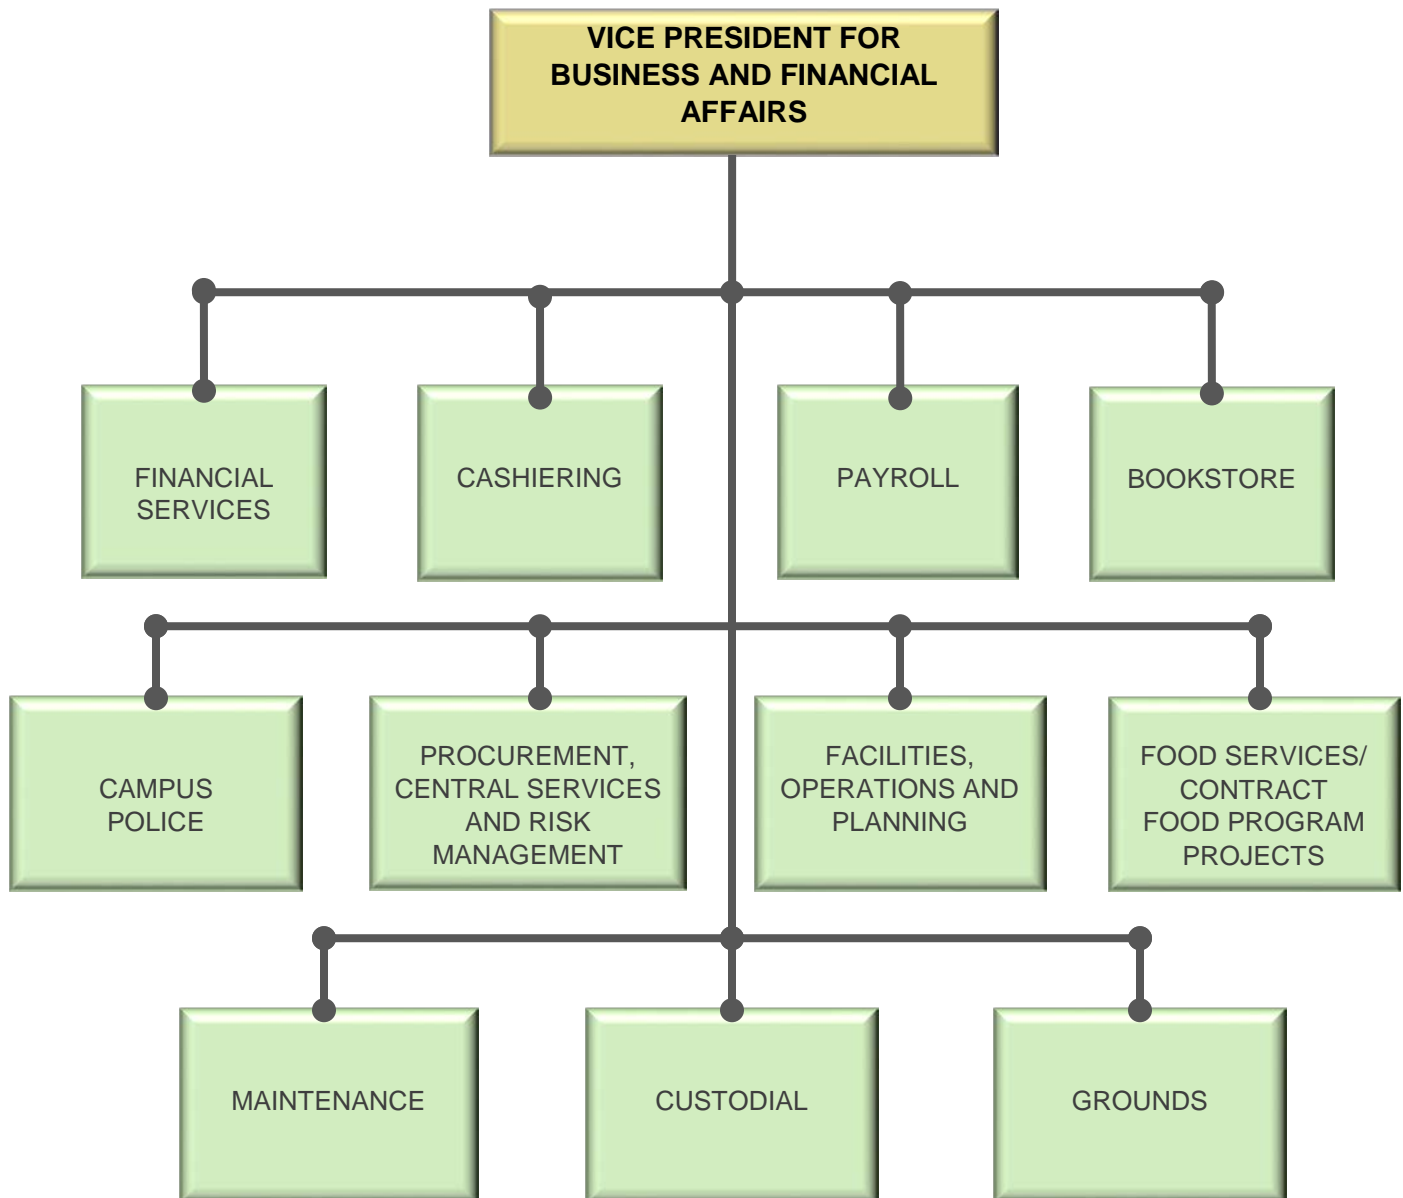 VICE PRESIDENT FOR
BUSINESS AND FINANCIAL
AFFAIRS
FINANCIAL
SERVICES
CASHIERING
PAYROLL
BOOKSTORE
CAMPUS
POLICE
PROCUREMENT,
CENTRAL SERVICES
AND RISK
MANAGEMENT
FACILITIES,
OPERATIONS AND
PLANNING
FOOD SERVICES/
CONTRACT
FOOD PROGRAM
PROJECTS
MAINTENANCE
CUSTODIAL
GROUNDS